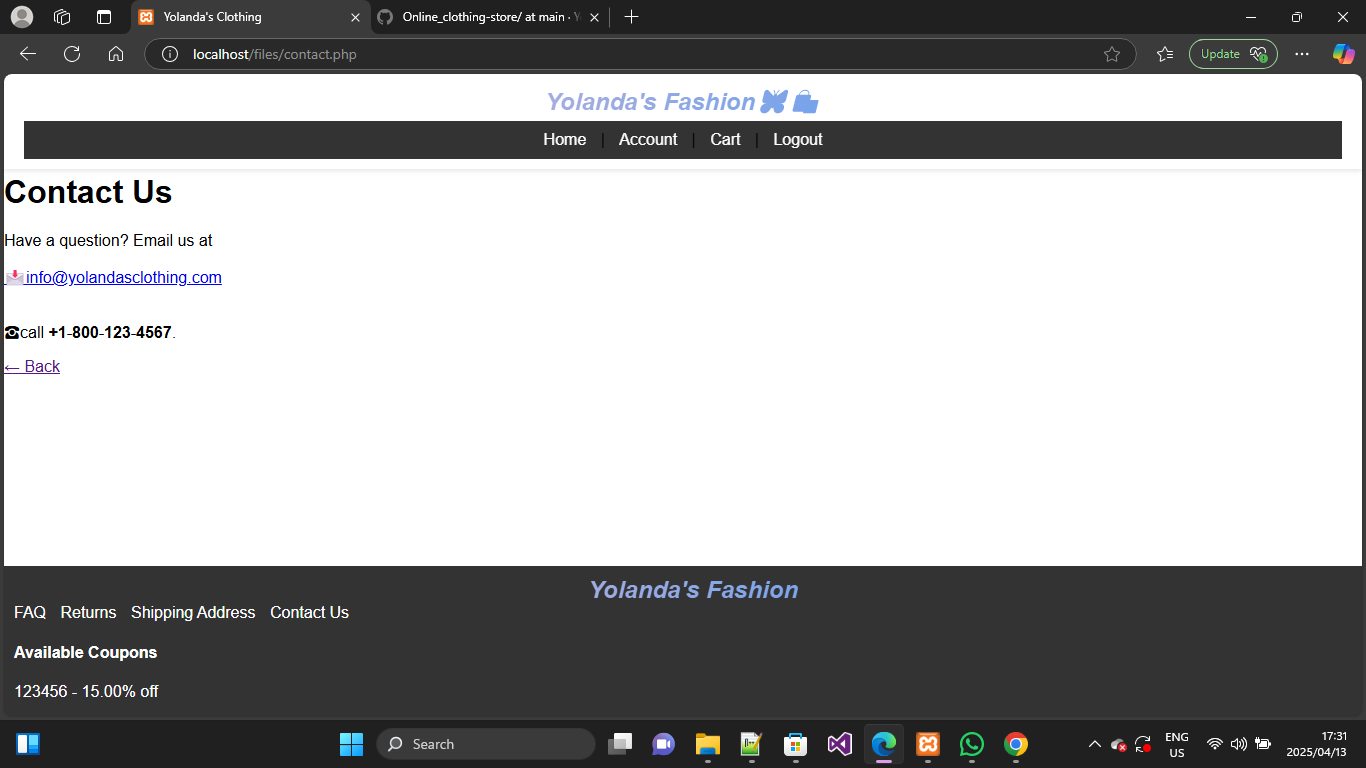 Yolanda's Clothing
Online_clothing-store/ at main · Y
localhost/files/contact.php
Update
Yolanda's Fashion
Home | Account | Cart | Logout
Contact Us
Have a question? Email us at
info@yolandasclothing.com
☎call +1-800-123-4567.
← Back
Yolanda's Fashion
FAQ Returns Shipping Address Contact Us
Available Coupons
123456 - 15.00% off
Search
ENG
US
17:31
2025/04/13